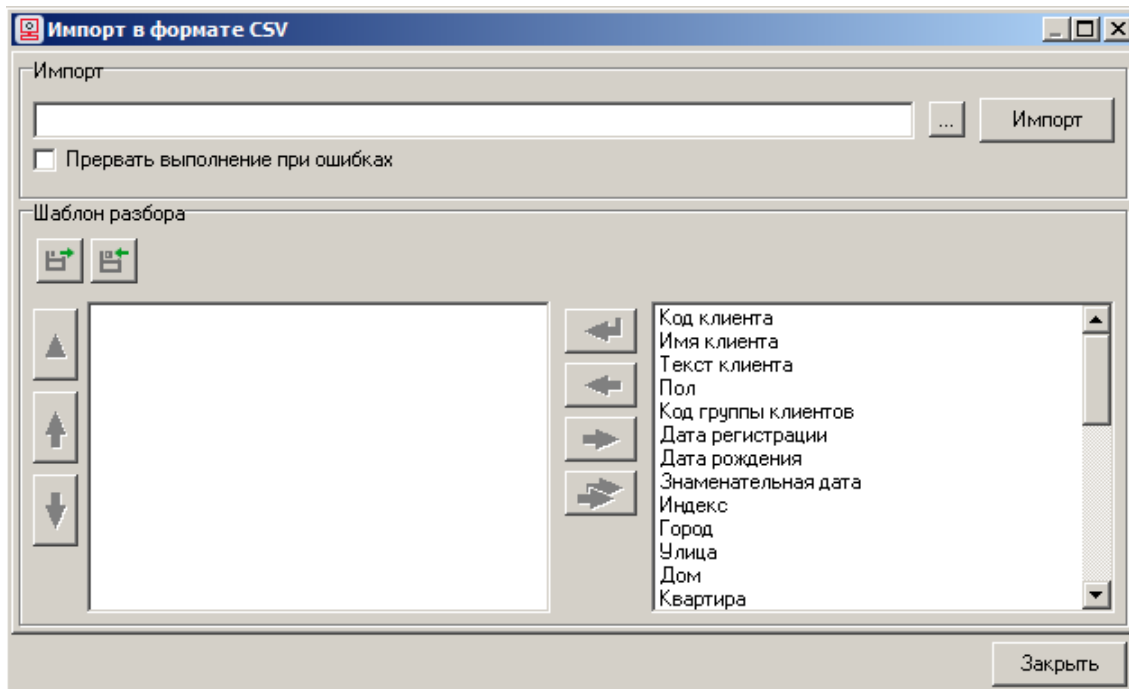 Импорт в формате CSV
Импорт
...
Импорт
Прервать выполнение при ошибках
Шаблон разбора
Код клиента
Имя клиента
Текст клиента
Пол
Код группы клиентов
Дата регистрации
Дата рождения
Знаменательная дата
Индекс
Город
Улица
Дом
Квартира
Закрыть